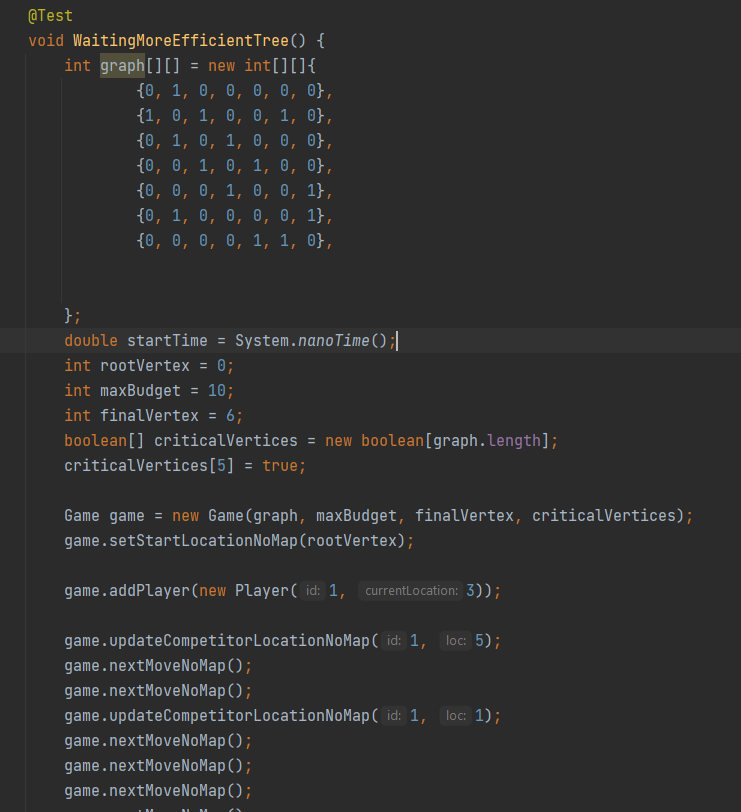 @Test
void WaitingMoreEfficientTree() {
int graph[][] = new int[][]{
{0, 1, 0, 0, 0, 0, 0},
{1, 0, 1, 0, 0, 1, 0},
{0, 1, 0, 1, 0, 0, 0},
{0, 0, 1, 0, 1, 0, 0},
{0, 0, 0, 1, 0, 0, 1},
{0, 1, 0, 0, 0, 0, 1},
{0, 0, 0, 0, 1, 1, 0},
};
double startTime = System.nanoTime();
int rootVertex = 0;
int maxBudget = 10;
int finalVertex = 6;
boolean[] criticalVertices = new boolean[graph.length];
criticalVertices[5] = true;
Game game = new Game(graph, maxBudget, finalVertex, criticalVertices);
game.setStartLocationNoMap(rootVertex);
game.addPlayer(new Player( id: 1, currentLocation: 3));
game.updateCompetitorLocationNoMap( id: 1, loc: 5);
game.nextMoveNoMap();
game.nextMoveNoMap();
game.updateCompetitorLocationNoMap( id: 1, loc: 1);
game.nextMoveNoMap();
game.nextMoveNoMap();
game.nextMoveNoMap();